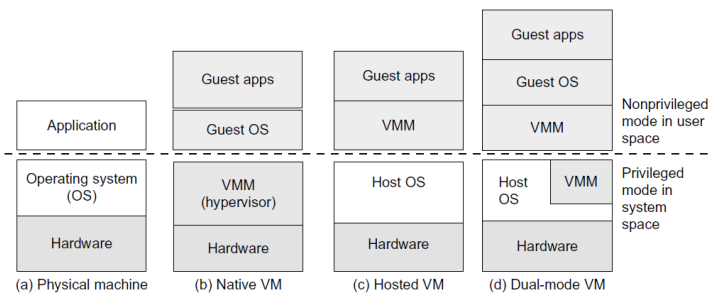 Application
Operating system
(OS)
Hardware
(a) Physical machine
Guest apps
Guest OS
VMM
(hypervisor)
Hardware
(b) Native VM
Guest apps
VMM
Host OS
Hardware
(c) Hosted VM
Guest apps
Guest OS
VMM
Host
OS
VMM
Hardware
(d) Dual-mode VM
Nonprivileged
mode in user
space
Privileged
mode in
system
space